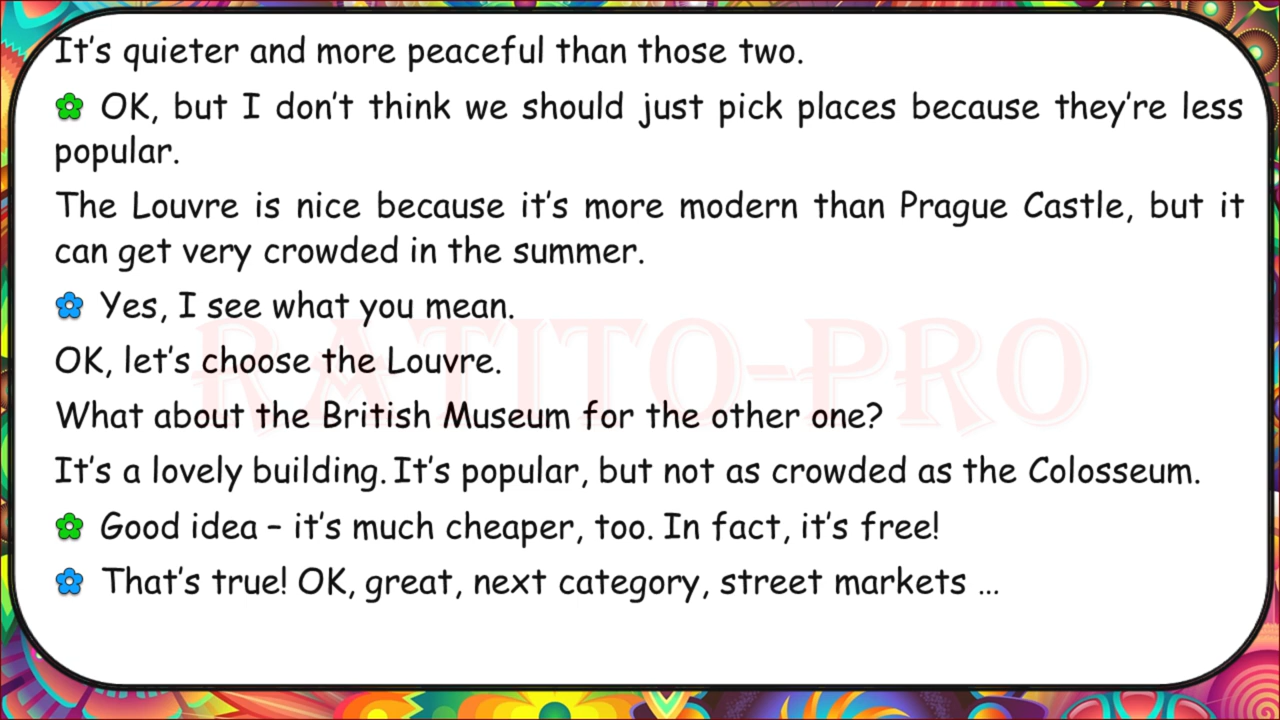 It's quieter and more peaceful than those two.
OK, but I don't think we should just pick places because they're less
popular.
The Louvre is nice because it's more modern than Prague Castle, but it
can get very crowded in the summer.
Yes, I see what you mean.
RATITO-PRO
OK, let's choose the Louvre.
What about the British Museum for the other one?
It's a lovely building. It's popular, but not as crowded as the Colosseum.
Good idea – it's much cheaper, too. In fact, it's free!
That's true! OK, great, next category, street markets ...